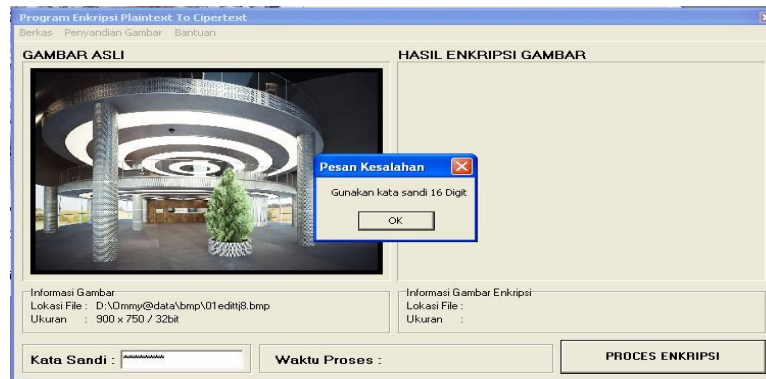 Program Enkripsi Plaintext To Cipertext
Berkas Penyandian Gambar Bantuan
GAMBAR ASLI
HASIL ENKRIPSI GAMBAR
Pesan Kesalahan
Gunakan kata sandi 16 Digit
OK
Informasi Gambar
Lokasi File : D:\Ommy@data\bmp\01edittj8.bmp
Ukuran : 900 x 750 / 32bit
Informasi Gambar Enkripsi
Lokasi File :
Ukuran :
Kata Sandi : ********
Waktu Proses :
PROCES ENKRIPSI